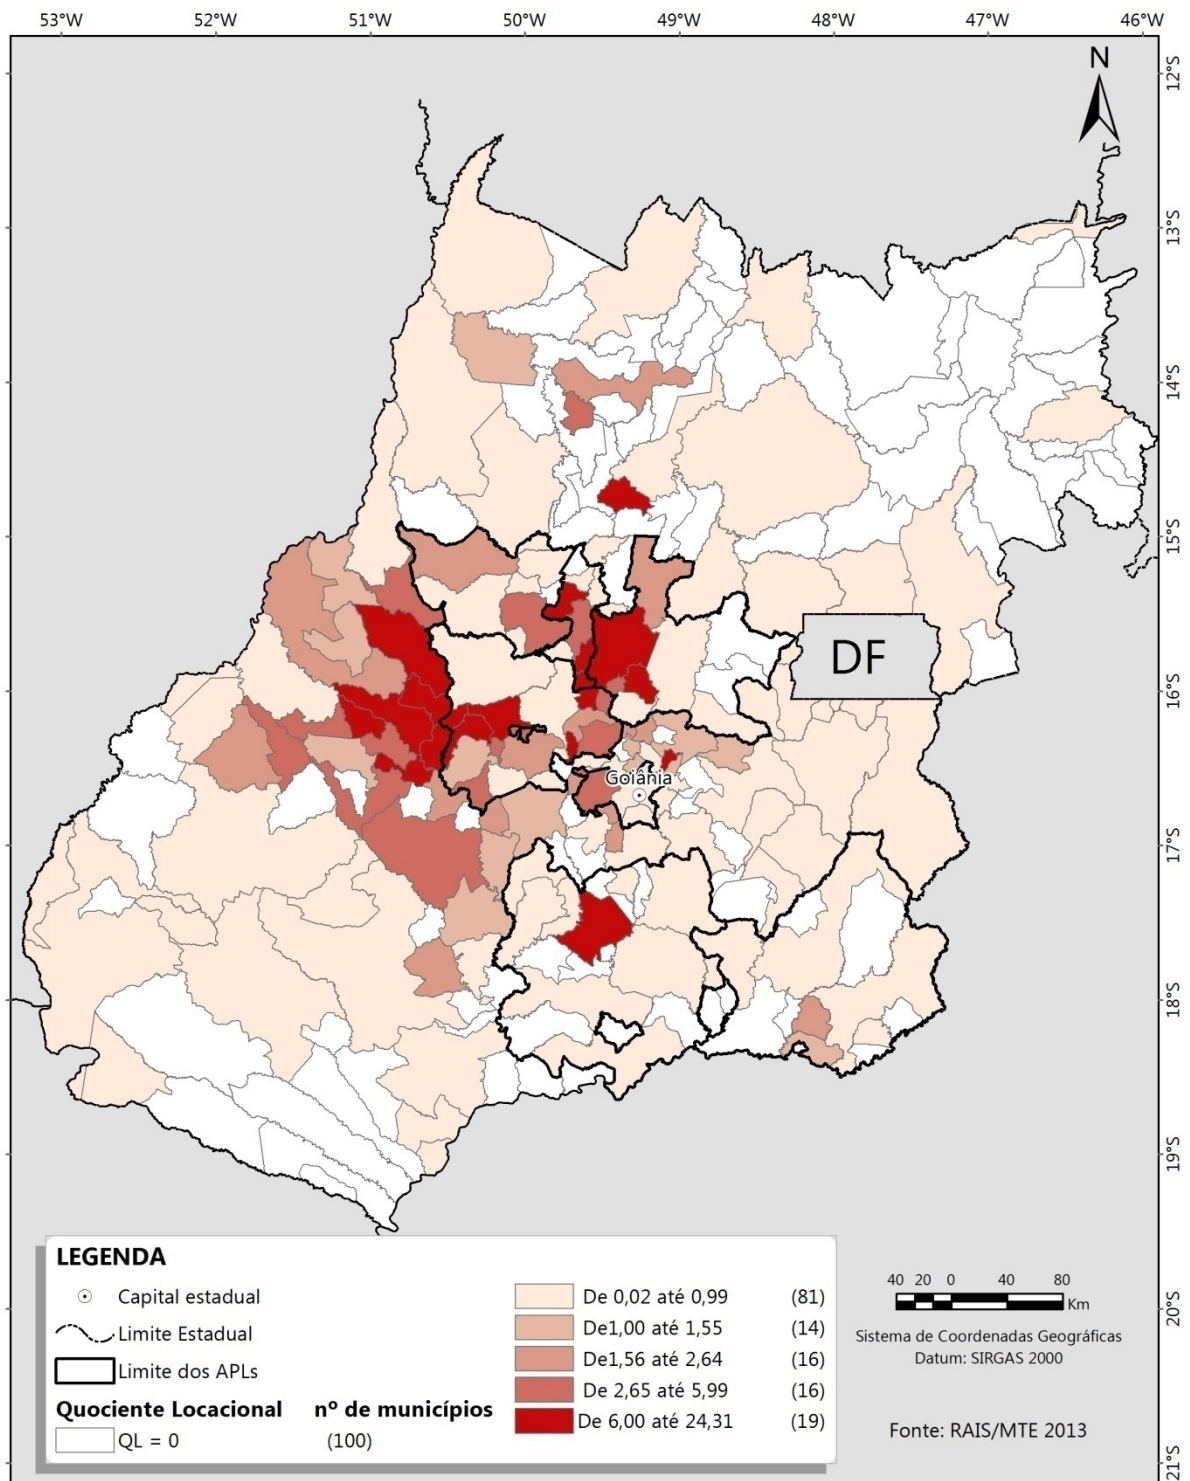 53°W 52°W 51°W 50°W 49°W 48°W 47°W 46°W
N
12°S
13°S
14°S
15°S
DF
16°S
Goiânia
17°S
18°S
19°S
LEGENDA
Capital estadual
Limite Estadual
Limite dos APLs
Quociente Locacional nº de municípios
QL = 0 (100)
De 0,02 até 0,99 (81)
De1,00 até 1,55 (14)
De1,56 até 2,64 (16)
De 2,65 até 5,99 (16)
De 6,00 até 24,31 (19)
40 20 0 40 80
Km
Sistema de Coordenadas Geográficas
Datum: SIRGAS 2000
Fonte: RAIS/MTE 2013
20°S
21°S